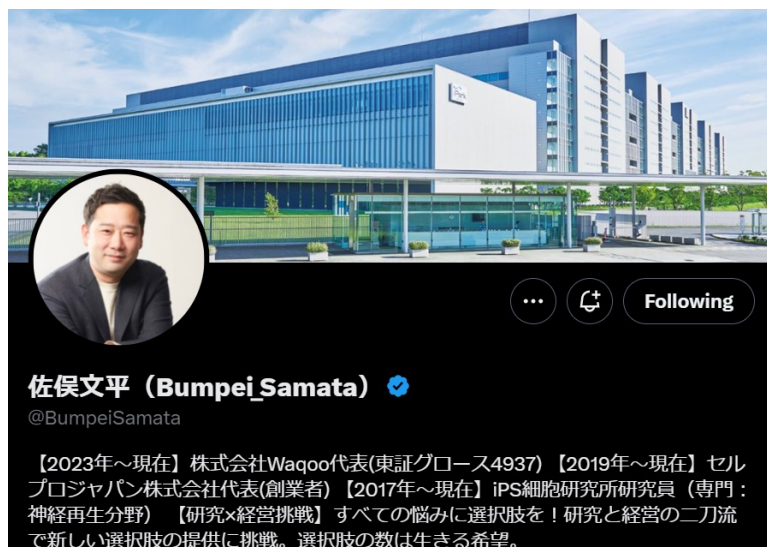 Following
佐俣文平（Bumpei_Samata）
@BumpeiSamata
【2023年～現在】株式会社Waqoo代表(東証グロース4937) 【2019年～現在】セル
プロジャパン株式会社代表(創業者) 【2017年～現在】iPS細胞研究所研究員（専門：
神経再生分野） 【研究×経営挑戦】すべての悩みに選択肢を！研究と経営の二刀流
で新しい選択肢の提供に挑戦。選択肢の数は生きる希望。